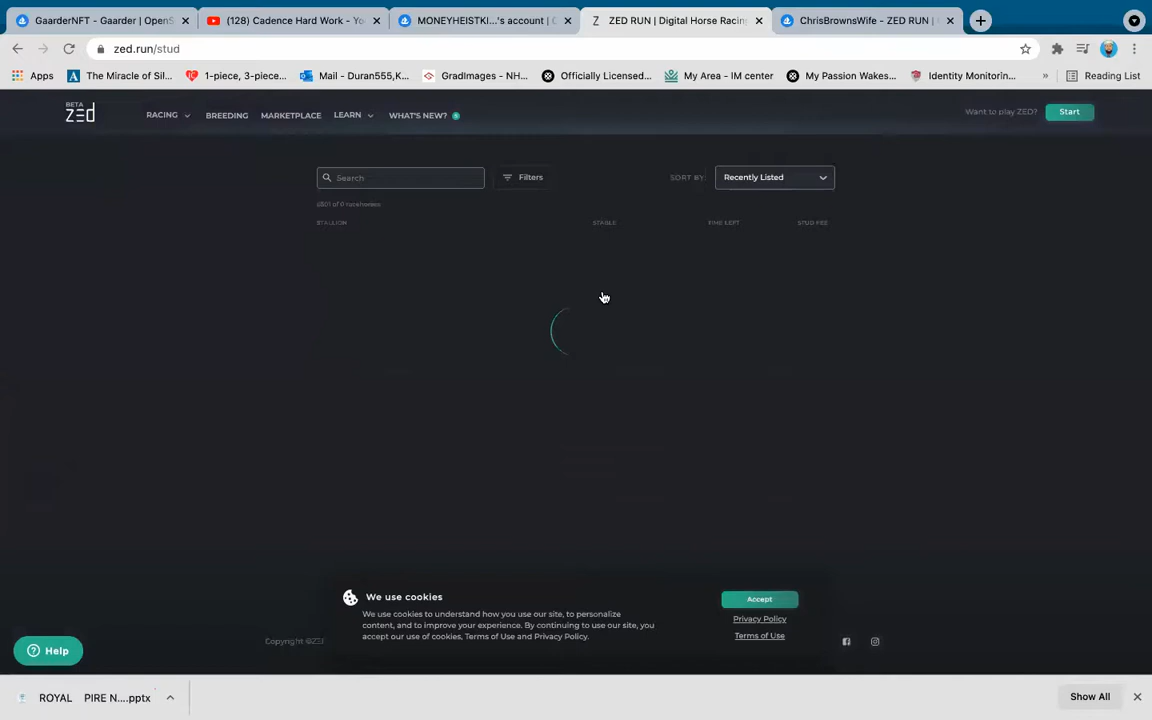 GaarderNFT - Gaarder | OpenS
(128) Cadence Hard Work - Yo
MONEYHEISTKI...'s account |
ZED RUN | Digital Horse Racin
ChrisBrownsWife - ZED RUN |
zed.run/stud
Apps
The Miracle of Sil...
1-piece, 3-piece...
Mail - Duran555,K...
GradImages - NH...
Officially Licensed...
My Area - IM center
My Passion Wakes...
Identity Monitorin...
»
Reading List
BETA
zed
RACING
BREEDING
MARKETPLACE
LEARN
WHAT'S NEW?
Want to play ZED?
Start
Search
Filters
SORT BY:
Recently Listed
of 0 racehorses
STALLION
STABLE
TIME LEFT
STUD FEE
We use cookies
We use cookies to understand how you use our site, to personalize
content, and to improve your experience. By continuing to use our site, you
accept our use of cookies, Terms of Use and Privacy Policy.
Accept
Privacy Policy
Terms of Use
Copyright ©ZED
Help
ROYAL PIRE N....pptx
Show All